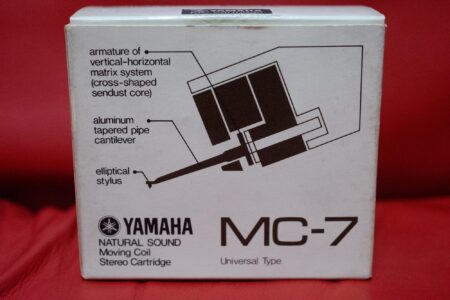 YAMAHA
armature of
vertical-horizontal
matrix system
(cross-shaped
sendust core)
aluminum
tapered pipe
cantilever
elliptical
stylus
YAMAHA
NATURAL SOUND
Moving Coil
Stereo Cartridge
MC-7
Universal Type